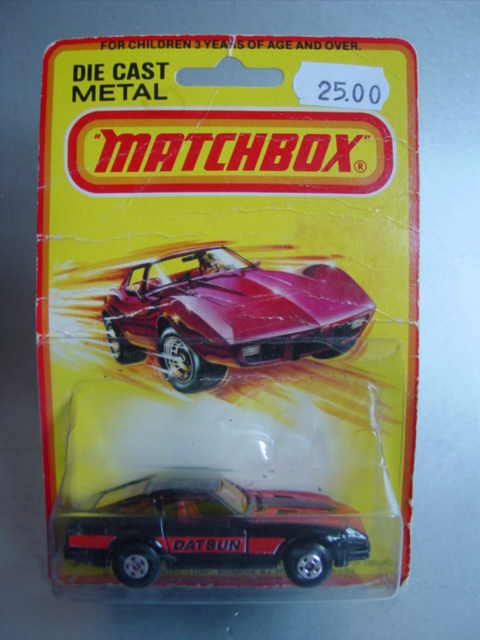 FOR CHILDREN 3 YEARS OF AGE AND OVER.
DIE CAST
METAL
25.00
"MATCHBOX"®
DATSUN